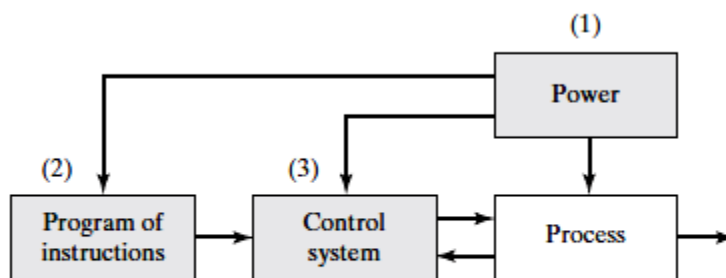 (1)
Power
(2)
(3)
Program of
instructions
Control
system
Process